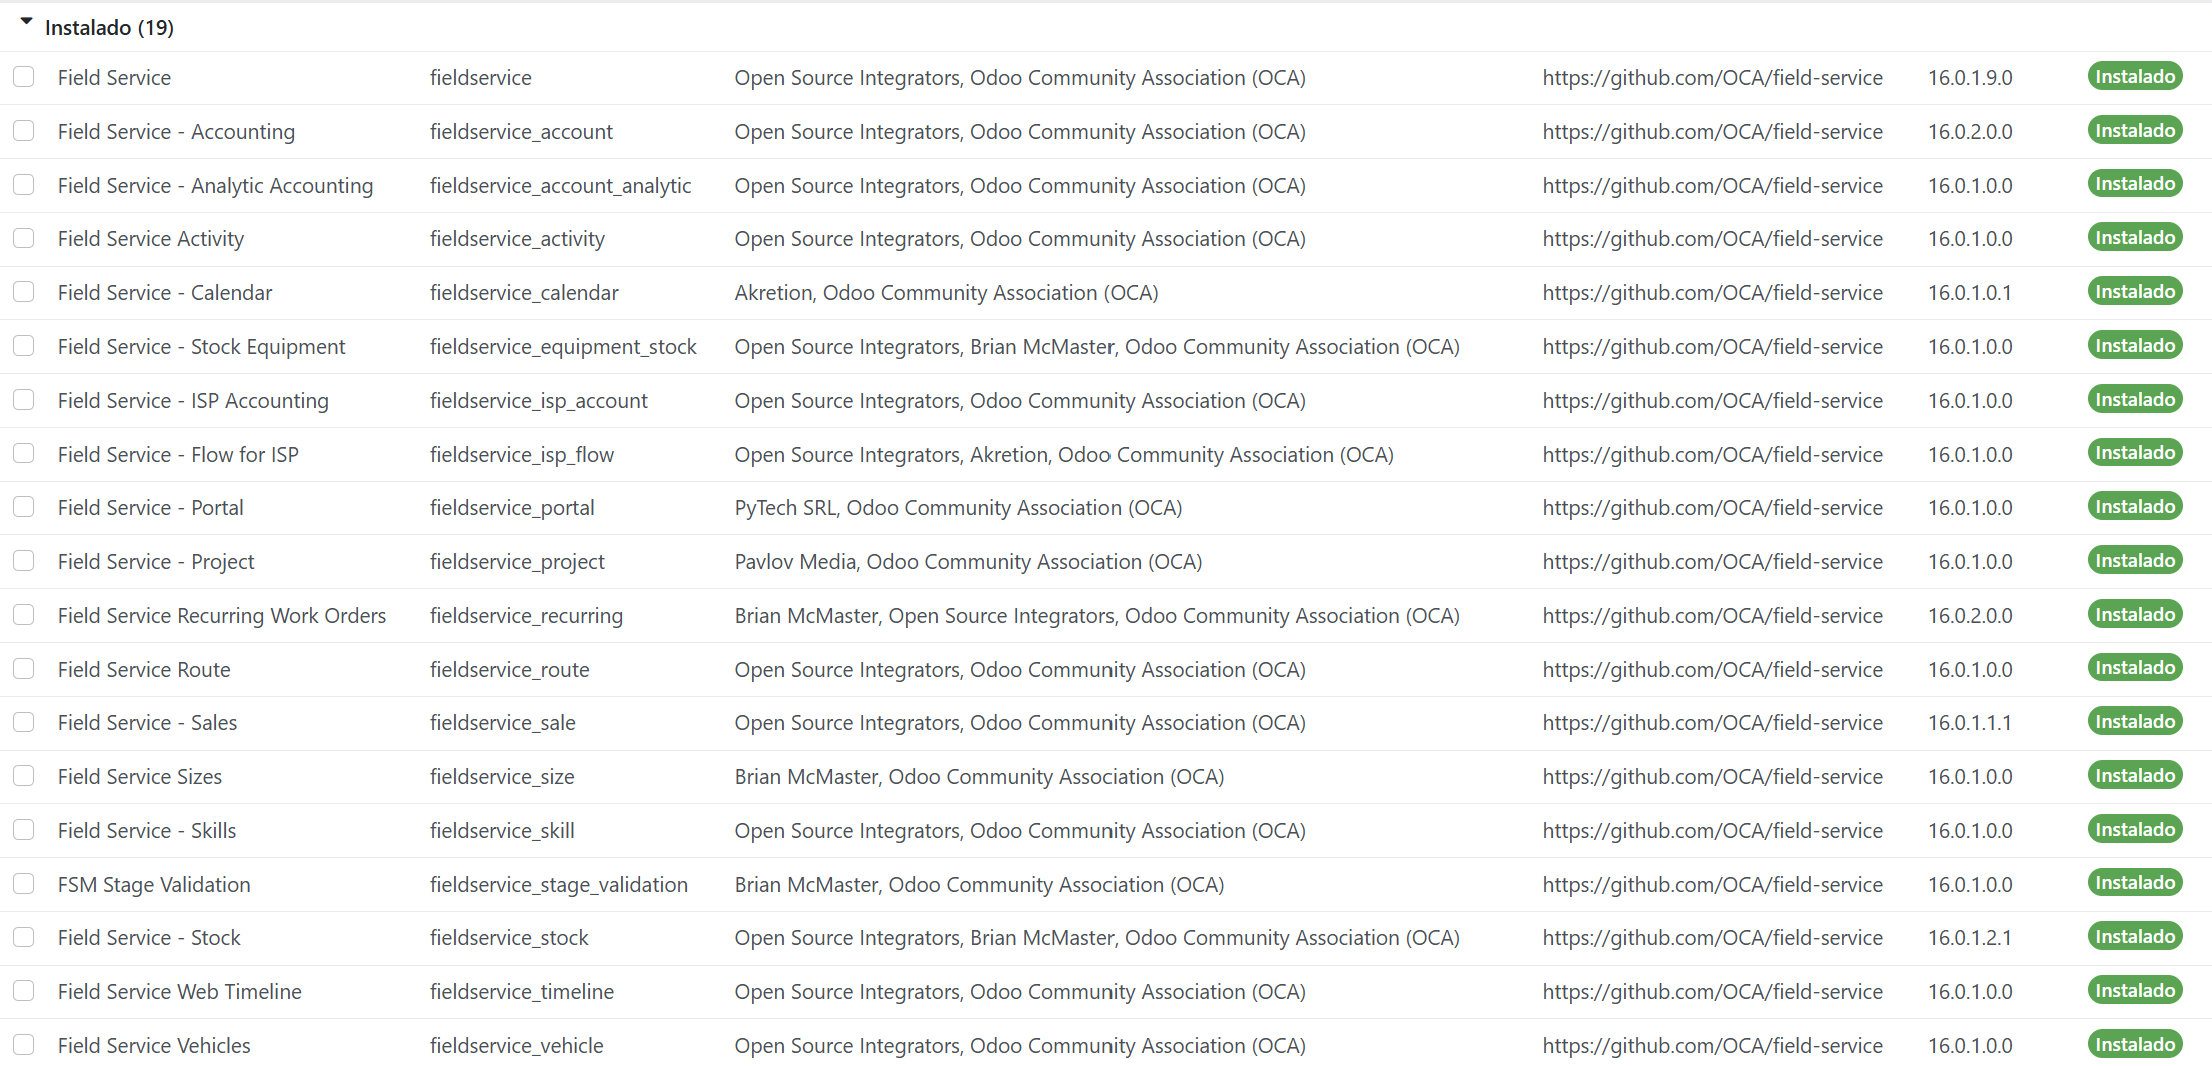 Instalado (19)
Field Service fieldservice Open Source Integrators, Odoo Community Association (OCA) https://github.com/OCA/field-service 16.0.1.9.0 Instalado
Field Service - Accounting fieldservice_account Open Source Integrators, Odoo Community Association (OCA) https://github.com/OCA/field-service 16.0.2.0.0 Instalado
Field Service - Analytic Accounting fieldservice_account_analytic Open Source Integrators, Odoo Community Association (OCA) https://github.com/OCA/field-service 16.0.1.0.0 Instalado
Field Service Activity fieldservice_activity Open Source Integrators, Odoo Community Association (OCA) https://github.com/OCA/field-service 16.0.1.0.0 Instalado
Field Service - Calendar fieldservice_calendar Akretion, Odoo Community Association (OCA) https://github.com/OCA/field-service 16.0.1.0.1 Instalado
Field Service - Stock Equipment fieldservice_equipment_stock Open Source Integrators, Brian McMaster, Odoo Community Association (OCA) https://github.com/OCA/field-service 16.0.1.0.0 Instalado
Field Service - ISP Accounting fieldservice_isp_account Open Source Integrators, Odoo Community Association (OCA) https://github.com/OCA/field-service 16.0.1.0.0 Instalado
Field Service - Flow for ISP fieldservice_isp_flow Open Source Integrators, Akretion, Odoo Community Association (OCA) https://github.com/OCA/field-service 16.0.1.0.0 Instalado
Field Service - Portal fieldservice_portal PyTech SRL, Odoo Community Association (OCA) https://github.com/OCA/field-service 16.0.1.0.0 Instalado
Field Service - Project fieldservice_project Pavlov Media, Odoo Community Association (OCA) https://github.com/OCA/field-service 16.0.1.0.0 Instalado
Field Service Recurring Work Orders fieldservice_recurring Brian McMaster, Open Source Integrators, Odoo Community Association (OCA) https://github.com/OCA/field-service 16.0.2.0.0 Instalado
Field Service Route fieldservice_route Open Source Integrators, Odoo Community Association (OCA) https://github.com/OCA/field-service 16.0.1.0.0 Instalado
Field Service - Sales fieldservice_sale Open Source Integrators, Odoo Community Association (OCA) https://github.com/OCA/field-service 16.0.1.1.1 Instalado
Field Service Sizes fieldservice_size Brian McMaster, Odoo Community Association (OCA) https://github.com/OCA/field-service 16.0.1.0.0 Instalado
Field Service - Skills fieldservice_skill Open Source Integrators, Odoo Community Association (OCA) https://github.com/OCA/field-service 16.0.1.0.0 Instalado
FSM Stage Validation fieldservice_stage_validation Brian McMaster, Odoo Community Association (OCA) https://github.com/OCA/field-service 16.0.1.0.0 Instalado
Field Service - Stock fieldservice_stock Open Source Integrators, Brian McMaster, Odoo Community Association (OCA) https://github.com/OCA/field-service 16.0.1.2.1 Instalado
Field Service Web Timeline fieldservice_timeline Open Source Integrators, Odoo Community Association (OCA) https://github.com/OCA/field-service 16.0.1.0.0 Instalado
Field Service Vehicles fieldservice_vehicle Open Source Integrators, Odoo Community Association (OCA) https://github.com/OCA/field-service 16.0.1.0.0 Instalado